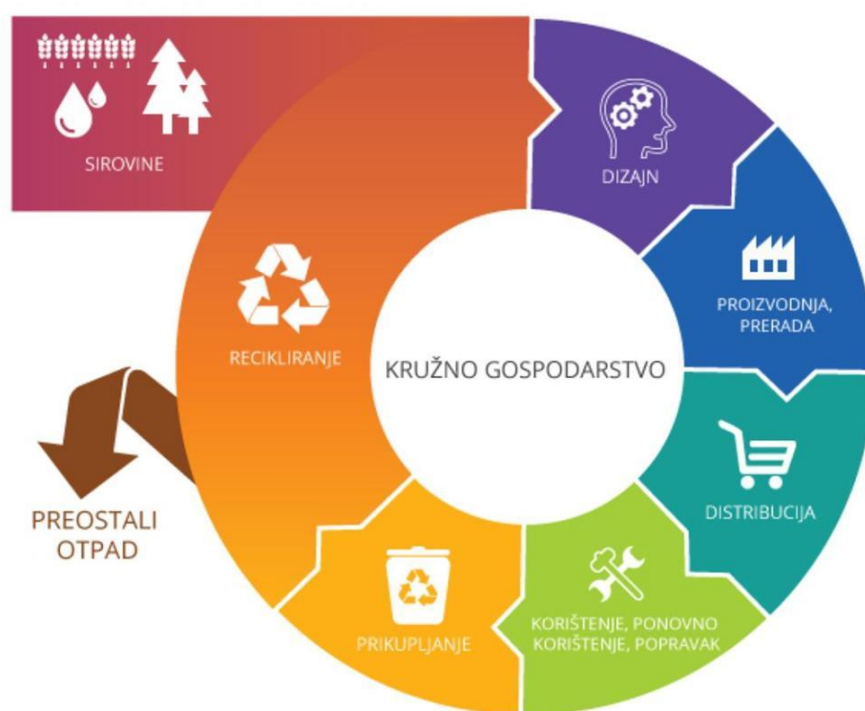 SIROVINE
DIZAJN
PROIZVODNJA,
PRERADA
RECIKLIRANJE
KRUŽNO GOSPODARSTVO
DISTRIBUCIJA
PREOSTALI
OTPAD
KORIŠTENJE, PONOVNO
KORIŠTENJE, POPRAVAK
PRIKUPLJANJE